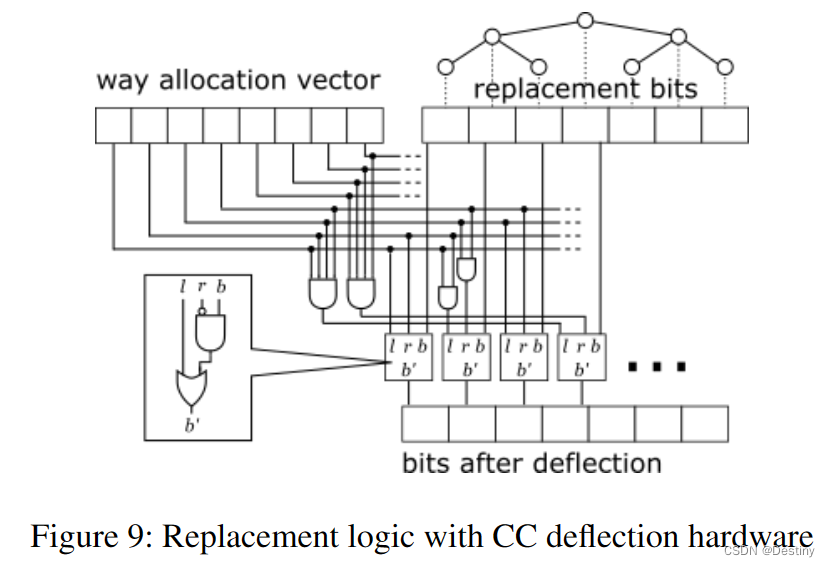 way allocation vector
replacement bits
l r b
b'
l r b
b'
l r b
b'
l r b
b'
l r b
b'
bits after deflection
Figure 9: Replacement logic with CC deflection hardware
CSDN @Destiny